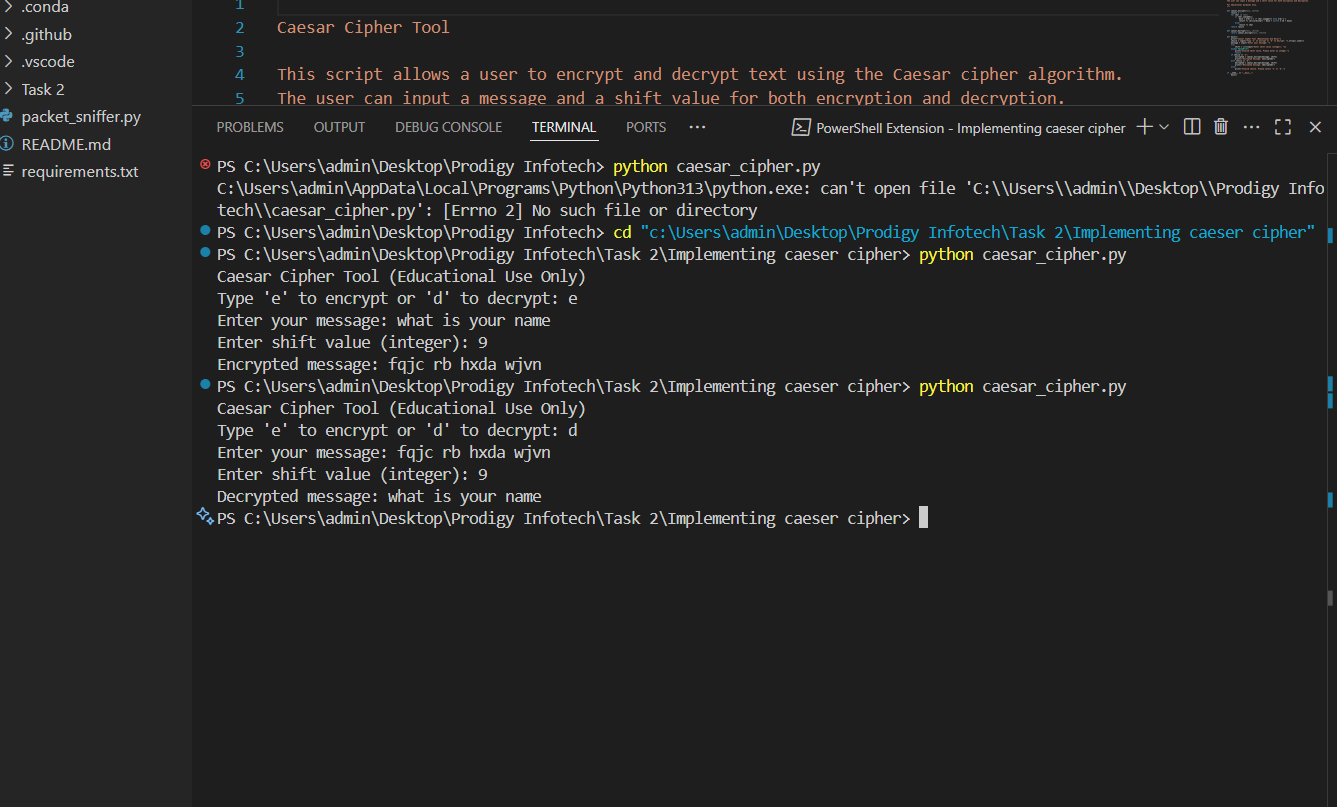 .conda
.github
.vscode
Task 2
packet_sniffer.py
README.md
requirements.txt
1
2 Caesar Cipher Tool
3
4 This script allows a user to encrypt and decrypt text using the Caesar cipher algorithm.
5 The user can input a message and a shift value for both encryption and decryption.
PROBLEMS OUTPUT DEBUG CONSOLE TERMINAL PORTS ··· PowerShell Extension - Implementing caeser cipher
PS C:\Users\admin\Desktop\Prodigy Infotech> python caesar_cipher.py
C:\Users\admin\AppData\Local\Programs\Python\Python313\python.exe: can't open file 'C:\\Users\\admin\\Desktop\\Prodigy Info
tech\\caesar_cipher.py': [Errno 2] No such file or directory
PS C:\Users\admin\Desktop\Prodigy Infotech> cd "c:\Users\admin\Desktop\Prodigy Infotech\Task 2\Implementing caeser cipher"
PS C:\Users\admin\Desktop\Prodigy Infotech\Task 2\Implementing caeser cipher> python caesar_cipher.py
Caesar Cipher Tool (Educational Use Only)
Type 'e' to encrypt or 'd' to decrypt: e
Enter your message: what is your name
Enter shift value (integer): 9
Encrypted message: fqjc rb hxda wjvn
PS C:\Users\admin\Desktop\Prodigy Infotech\Task 2\Implementing caeser cipher> python caesar_cipher.py
Caesar Cipher Tool (Educational Use Only)
Type 'e' to encrypt or 'd' to decrypt: d
Enter your message: fqjc rb hxda wjvn
Enter shift value (integer): 9
Decrypted message: what is your name
PS C:\Users\admin\Desktop\Prodigy Infotech\Task 2\Implementing caeser cipher>